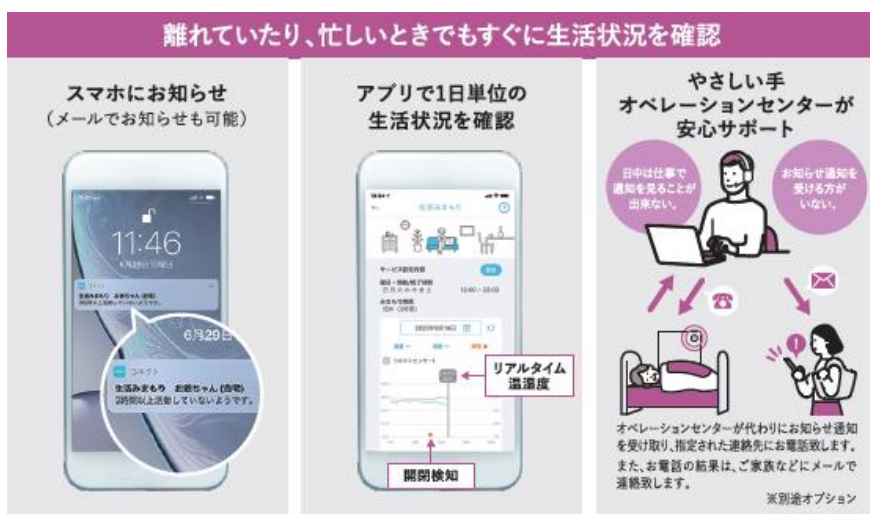 離れていたり、忙しいときでもすぐに生活状況を確認
スマホにお知らせ
(メールでお知らせも可能)
11:46
6月29日
コネクト
生活みまもり お爺ちゃん(自宅)
3時間以上活動していないようです。
アプリで1日単位の
生活状況を確認
生活みまもり
サービス設定内容
リアルタイム
温湿度
開閉検知
やさしい手
オペレーションセンターが
安心サポート
日中は仕事で
通知を見ることが
出来ない。
お知らせ通知を
受ける方が
いない。
オペレーションセンターが代わりにお知らせ通知
を受け取り、指定された連絡先にお電話致します。
また、お電話の結果は、ご家族などにメールで
連絡致します。
※別途オプション